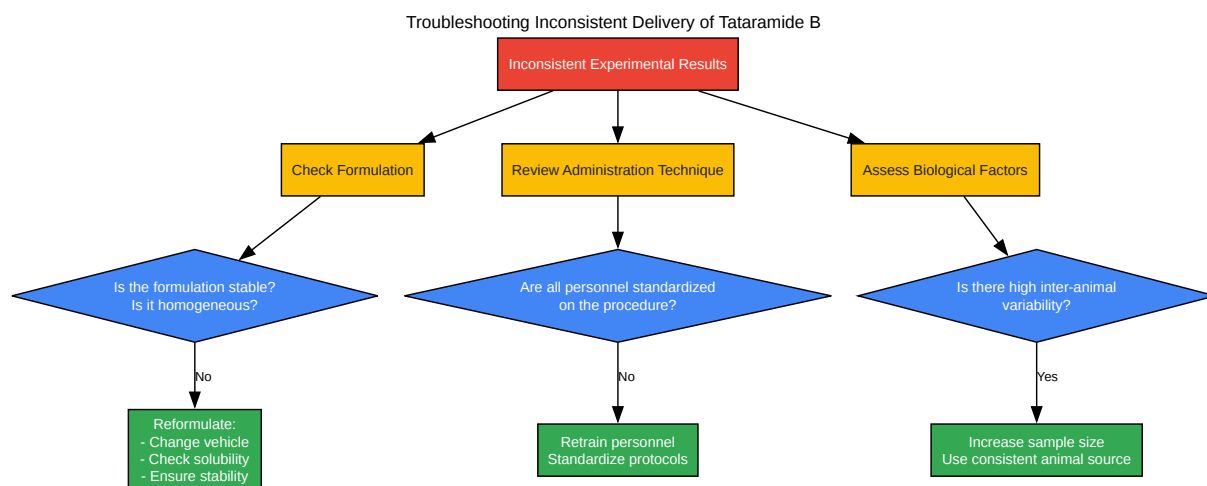 Troubleshooting Inconsistent Delivery of Tataramide B
Inconsistent Experimental Results
Check Formulation
Review Administration Technique
Assess Biological Factors
Is the formulation stable?
Is it homogeneous?
Are all personnel standardized
on the procedure?
Is there high inter-animal
variability?
No
No
Yes
Reformulate:
- Change vehicle
- Check solubility
- Ensure stability
Retrain personnel
Standardize protocols
Increase sample size
Use consistent animal source